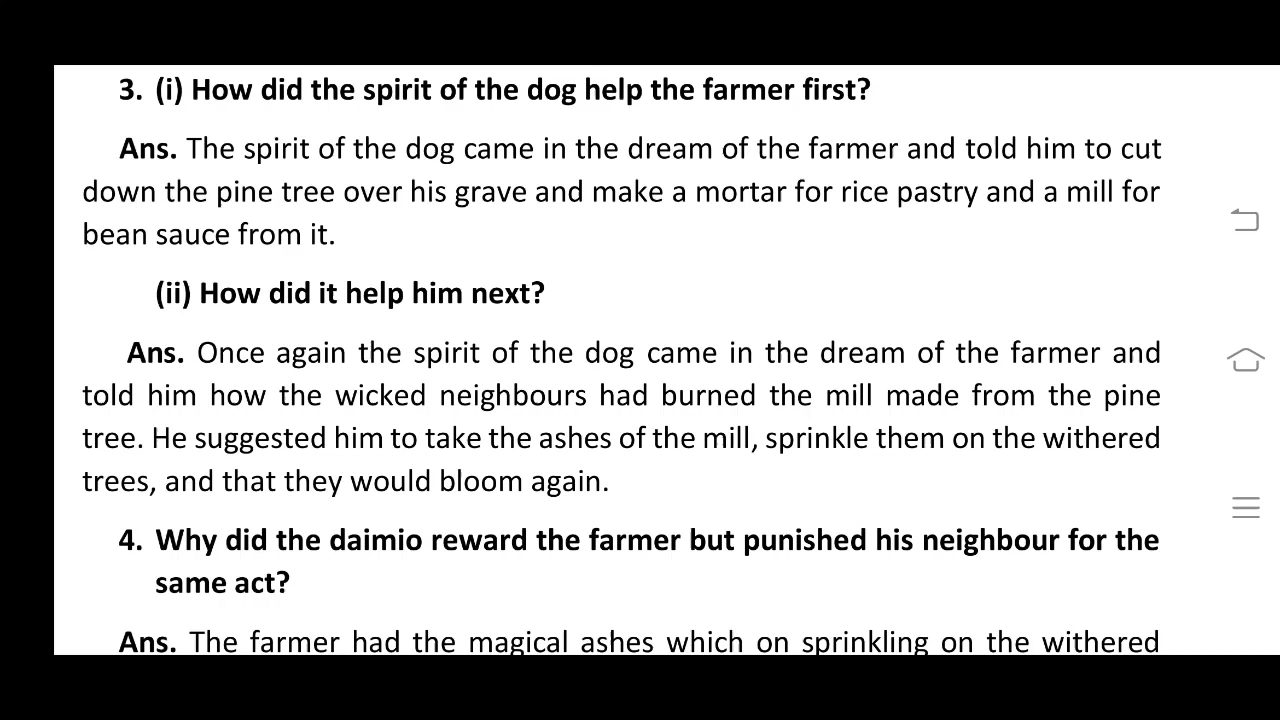 3. (i) How did the spirit of the dog help the farmer first?
Ans. The spirit of the dog came in the dream of the farmer and told him to cut
down the pine tree over his grave and make a mortar for rice pastry and a mill for
bean sauce from it.
(ii) How did it help him next?
Ans. Once again the spirit of the dog came in the dream of the farmer and
told him how the wicked neighbours had burned the mill made from the pine
tree. He suggested him to take the ashes of the mill, sprinkle them on the withered
trees, and that they would bloom again.
4. Why did the daimio reward the farmer but punished his neighbour for the
same act?
Ans. The farmer had the magical ashes which on sprinkling on the withered